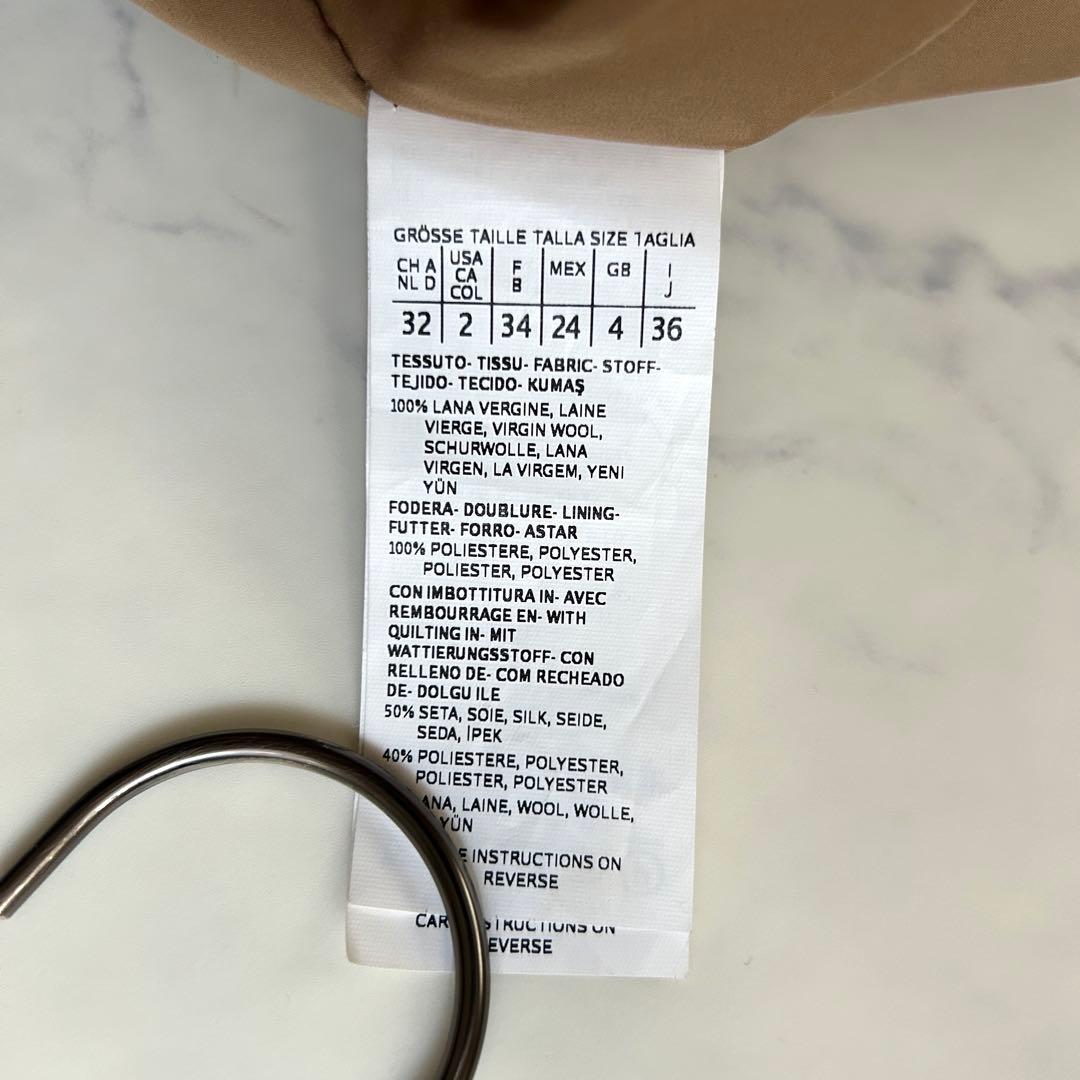 GRÖSSE TAILLE TALLA SIZE TAGLIA
CH A NL D | USA CA COL | F B | MEX | GB | I J
32 | 2 | 34 | 24 | 4 | 36
TESSUTO- TISSU- FABRIC- STOFF-
TEJIDO- TECIDO- KUMAŞ
100% LANA VERGINE, LAINE
VIERGE, VIRGIN WOOL,
SCHURWOLLE, LANA
VIRGEN, LA VIRGEM, YENI
YÜN
FODERA- DOUBLURE- LINING-
FUTTER- FORRO- ASTAR
100% POLIESTERE, POLYESTER,
POLIESTER, POLYESTER
CON IMBOTTITURA IN- AVEC
REMBOURRAGE EN- WITH
QUILTING IN- MIT
WATTIERUNGSSTOFF- CON
RELLENO DE- COM RECHEADO
DE- DOLGU ILE
50% SETA, SOIE, SILK, SEIDE,
SEDA, İPEK
40% POLIESTERE, POLYESTER,
POLIESTER, POLYESTER
LAINE, WOOL, WOLLE,
YÜN
INSTRUCTIONS ON
REVERSE
ON